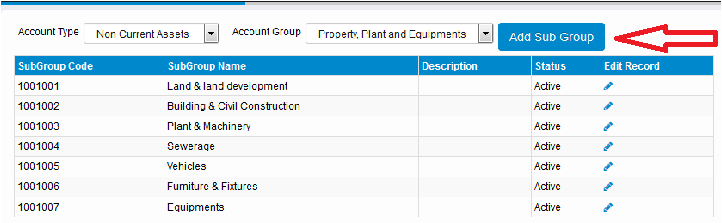 Account Type Non Current Assets Account Group Property, Plant and Equipments Add Sub Group
SubGroup Code SubGroup Name Description Status Edit Record
1001001 Land & land development Active
1001002 Building & Civil Construction Active
1001003 Plant & Machinery Active
1001004 Sewerage Active
1001005 Vehicles Active
1001006 Furniture & Fixtures Active
1001007 Equipments Active